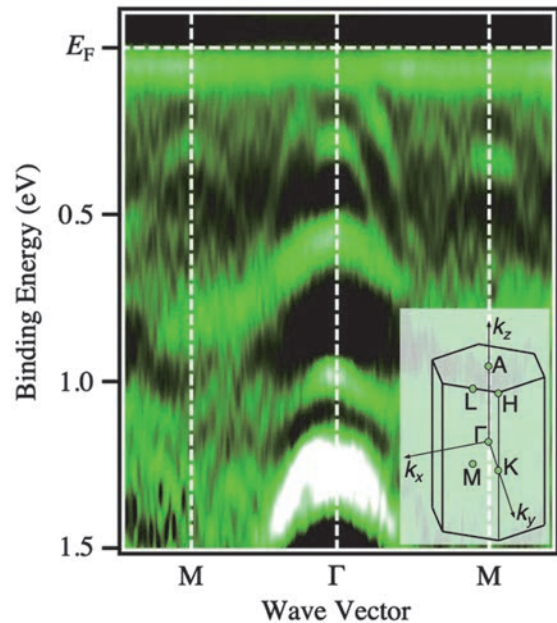 E_F
0.5
1.0
1.5
Binding Energy (eV)
M Γ M
Wave Vector
k_z
A
L H
Γ
k_x M K
k_y